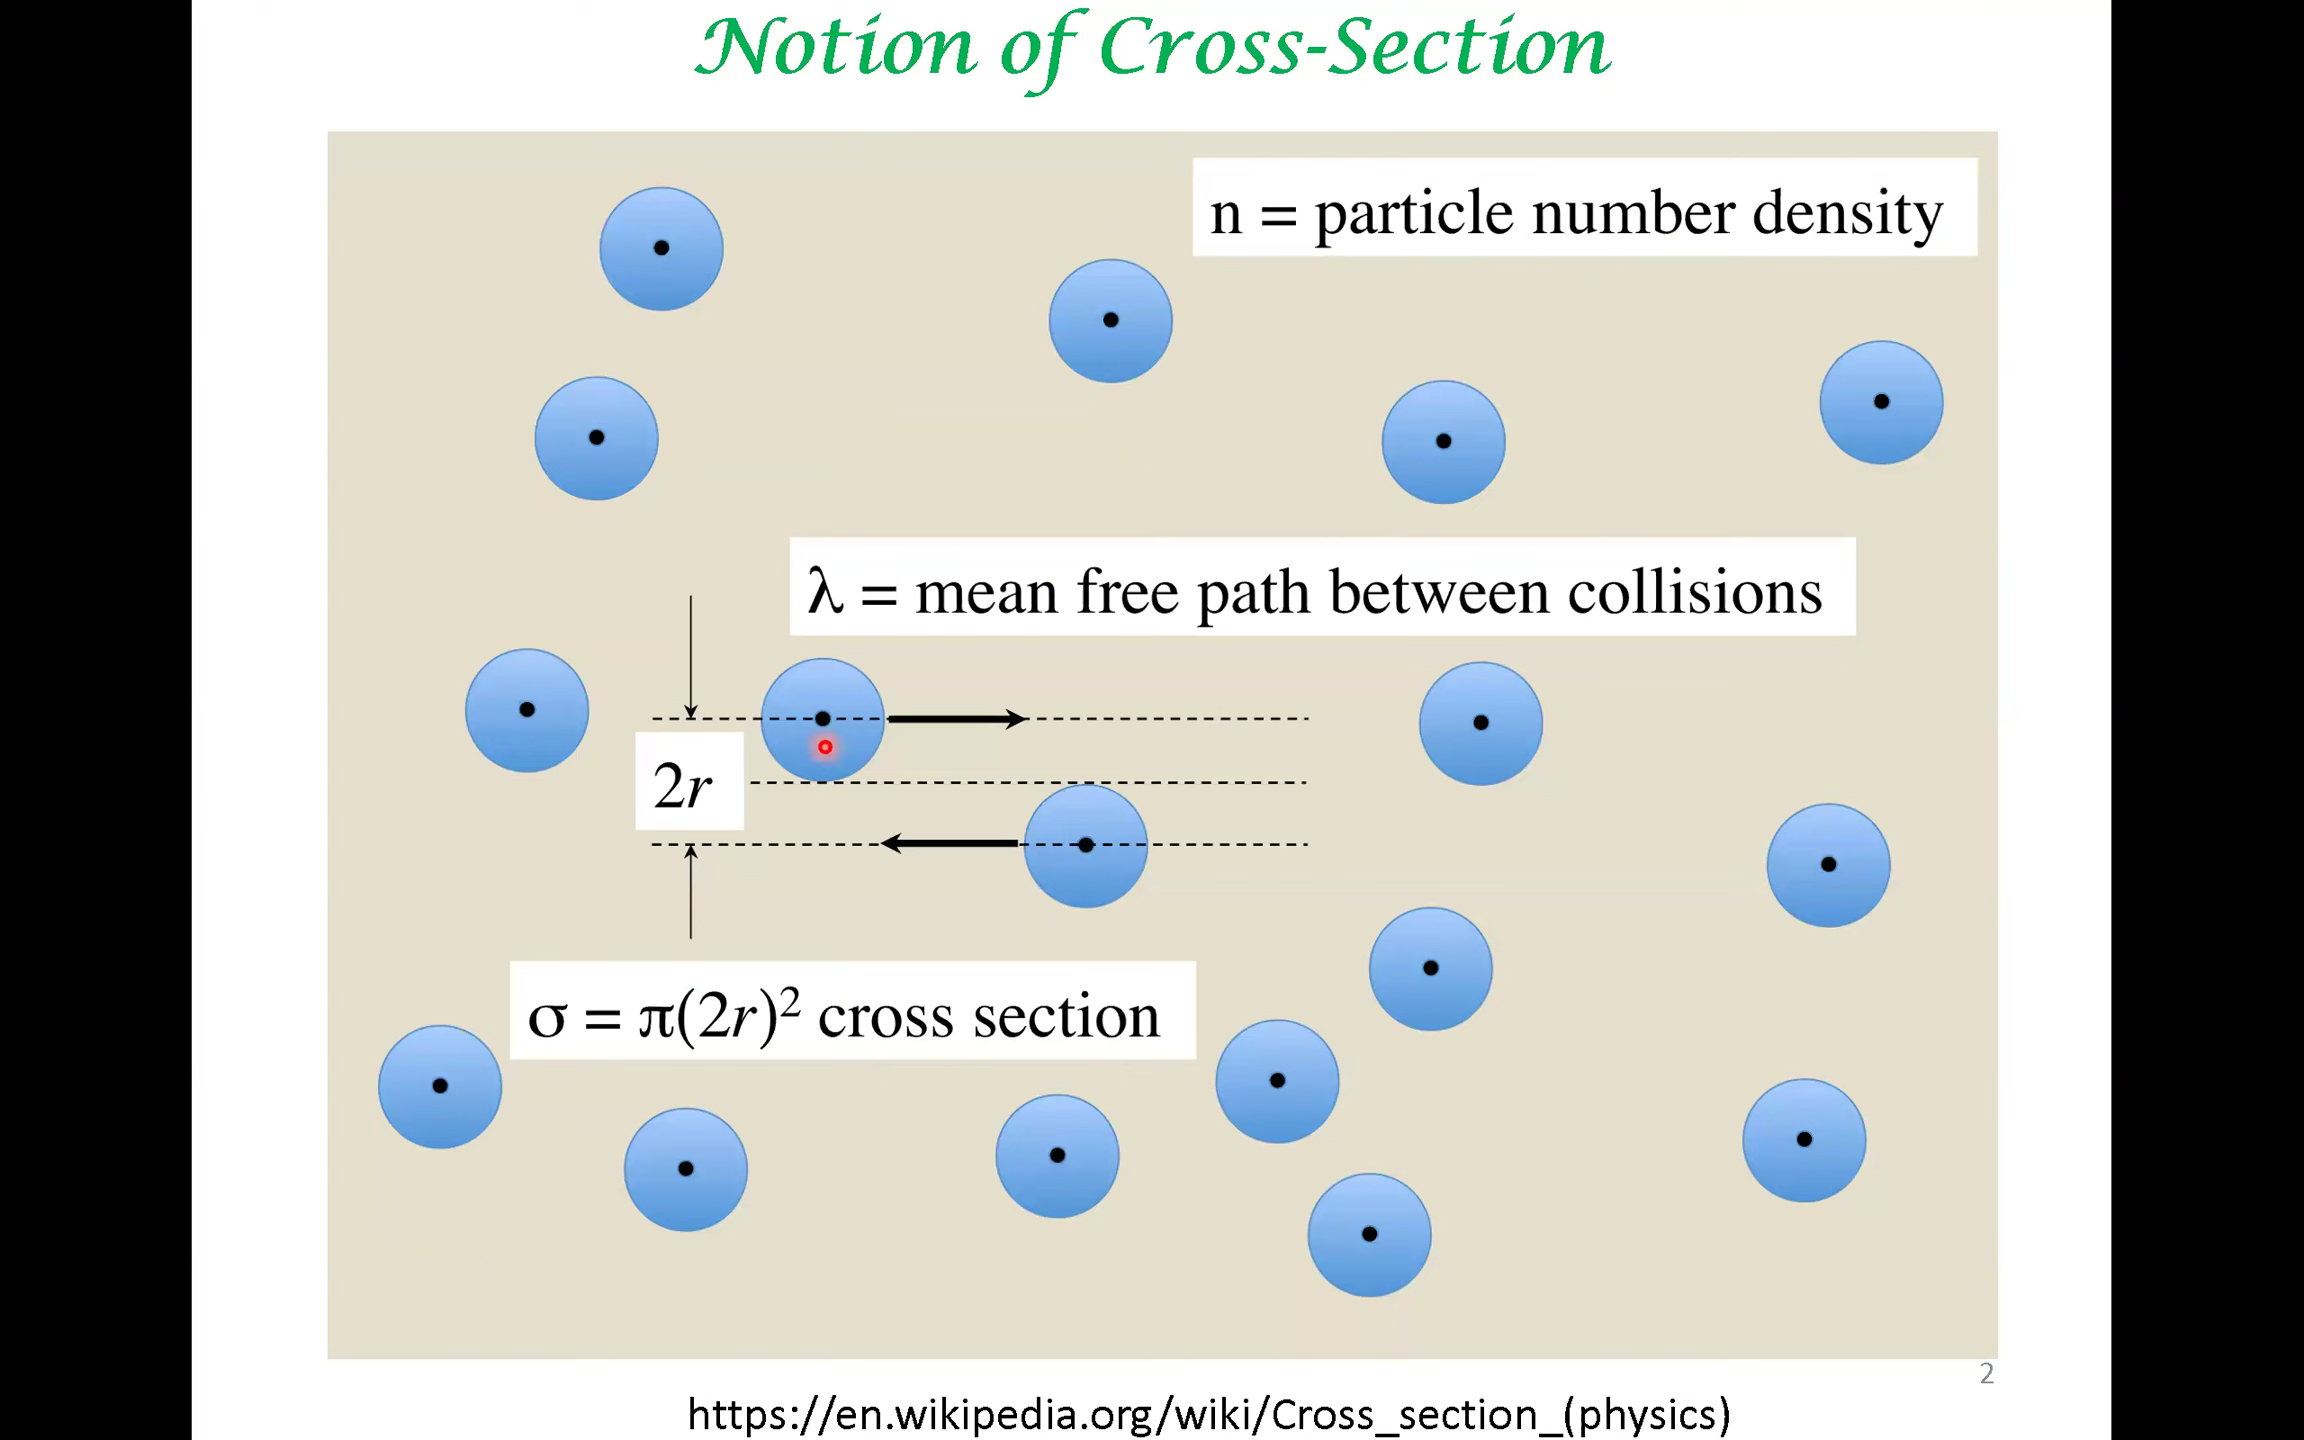 Notion of Cross-Section
n = particle number density
λ = mean free path between collisions
2r
σ = π(2r)² cross section
2
https://en.wikipedia.org/wiki/Cross_section_(physics)